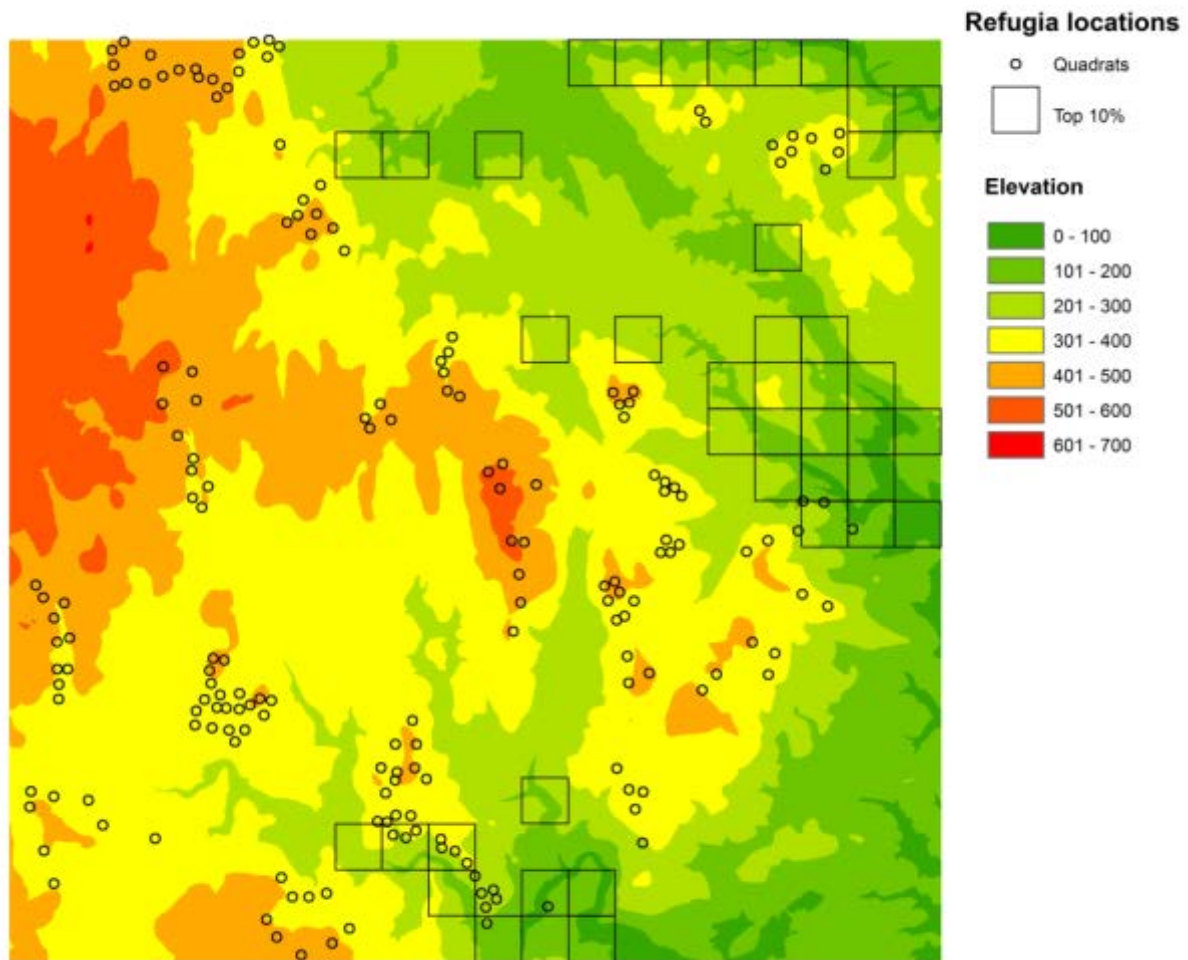 Refugia locations
Quadrats
Top 10%
Elevation
0 - 100
101 - 200
201 - 300
301 - 400
401 - 500
501 - 600
601 - 700